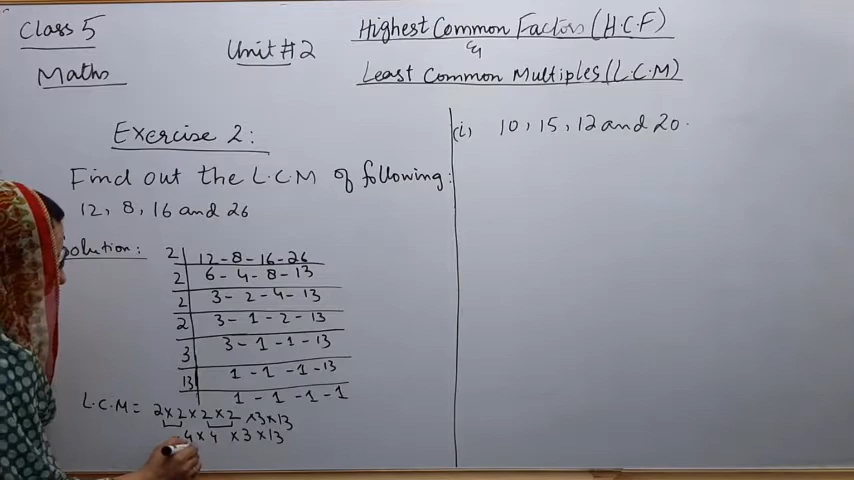 Class 5
Maths
Unit # 2
Highest Common Factors (H.C.F)
&
Least Common Multiples (L.C.M)
Exercise 2:
Find out the L.C.M of following:
12, 8, 16 and 26
Solution:
2 | 12 - 8 - 16 - 26
2 | 6 - 4 - 8 - 13
2 | 3 - 2 - 4 - 13
2 | 3 - 1 - 2 - 13
3 | 3 - 1 - 1 - 13
13 | 1 - 1 - 1 - 13
1 - 1 - 1 - 1
L.C.M = 2 × 2 × 2 × 2 × 3 × 13
4 × 4 × 3 × 13
(i) 10, 15, 12 and 20.